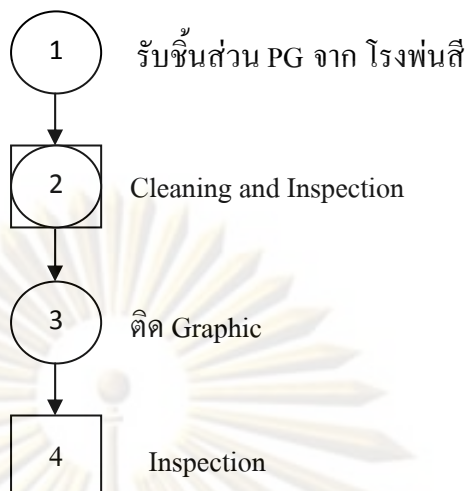 1 รับชิ้นส่วน PG จาก โรงพ่นสี
2 Cleaning and Inspection
3 ติด Graphic
4 Inspection